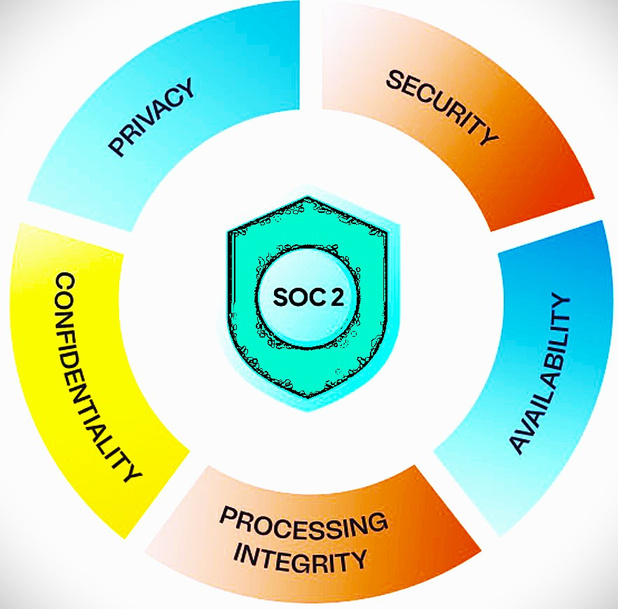 PRIVACY
SECURITY
SOC 2
CONFIDENTIALITY
AVAILABILITY
PROCESSING
INTEGRITY